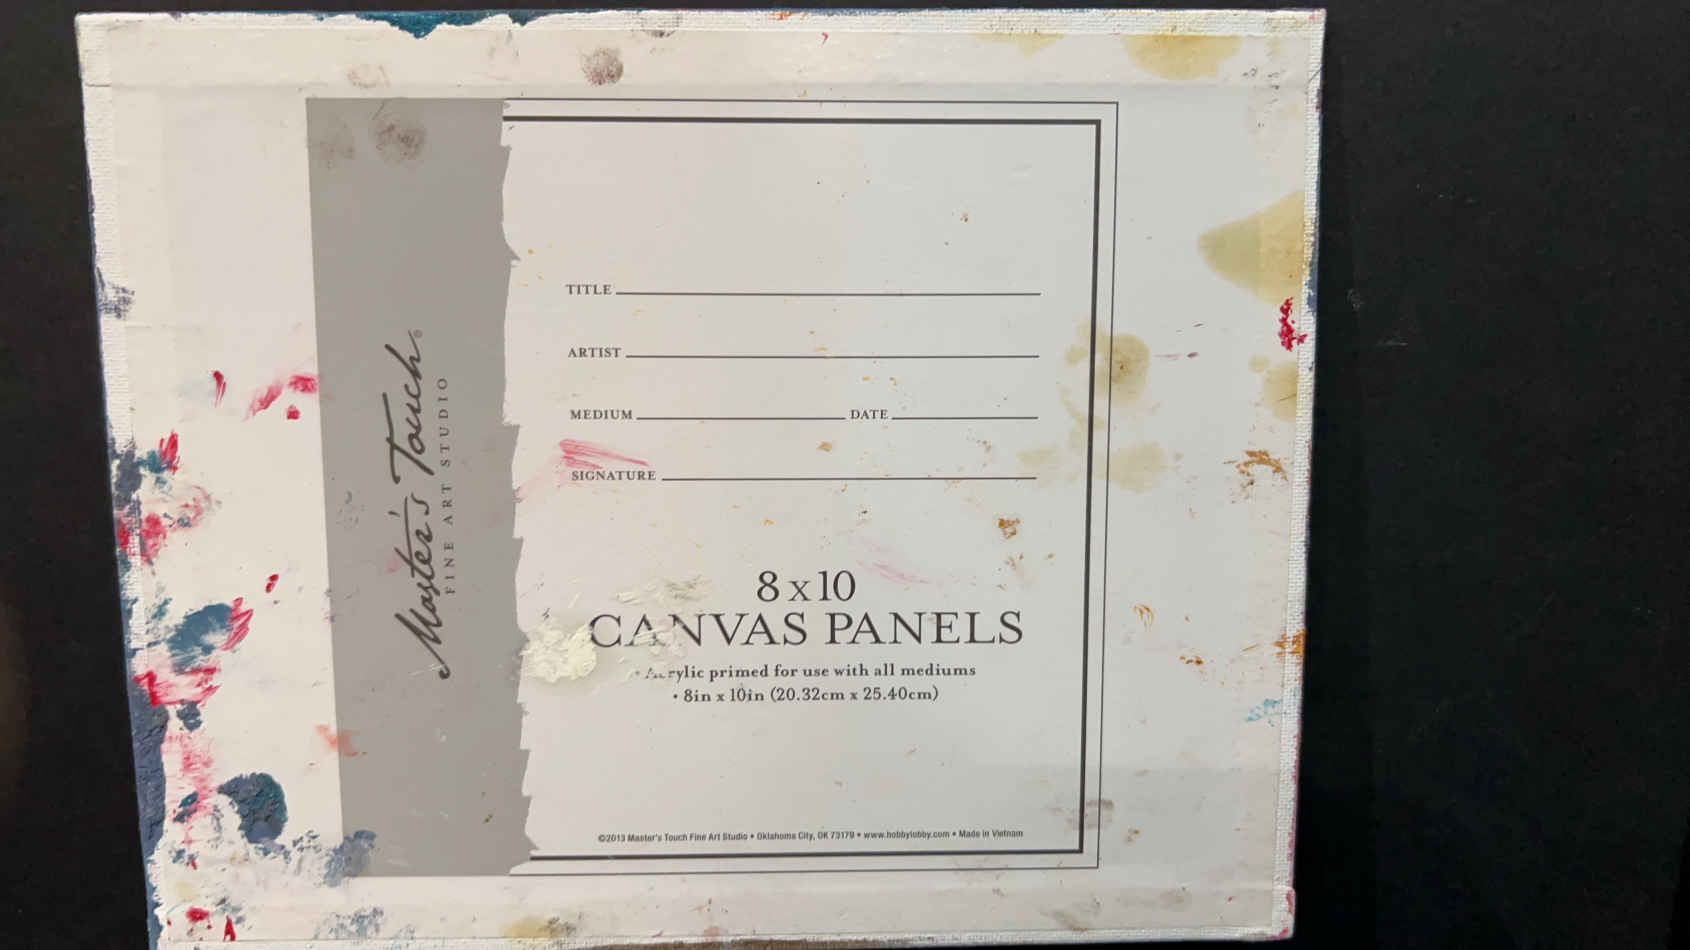 Master's Touch®
FINE ART STUDIO
TITLE
ARTIST
MEDIUM DATE
SIGNATURE
8 x 10
CANVAS PANELS
• Acrylic primed for use with all mediums
• 8in x 10in (20.32cm x 25.40cm)
©2013 Master's Touch Fine Art Studio • Oklahoma City, OK 73179 • www.hobbylobby.com • Made in Vietnam